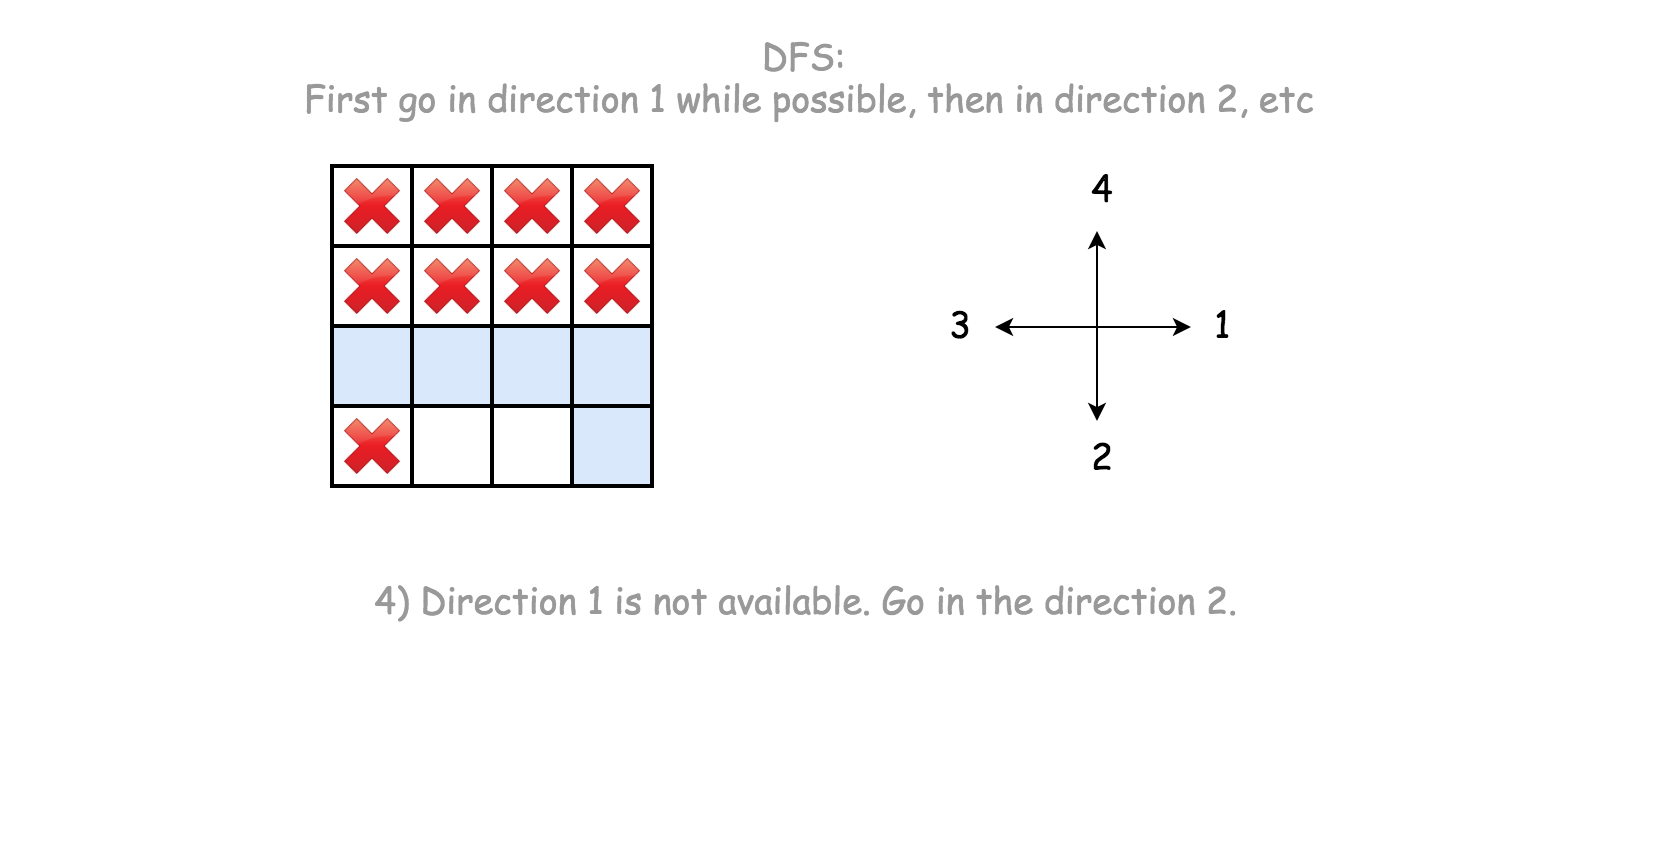 DFS:
First go in direction 1 while possible, then in direction 2, etc
4
3
1
2
4) Direction 1 is not available. Go in the direction 2.